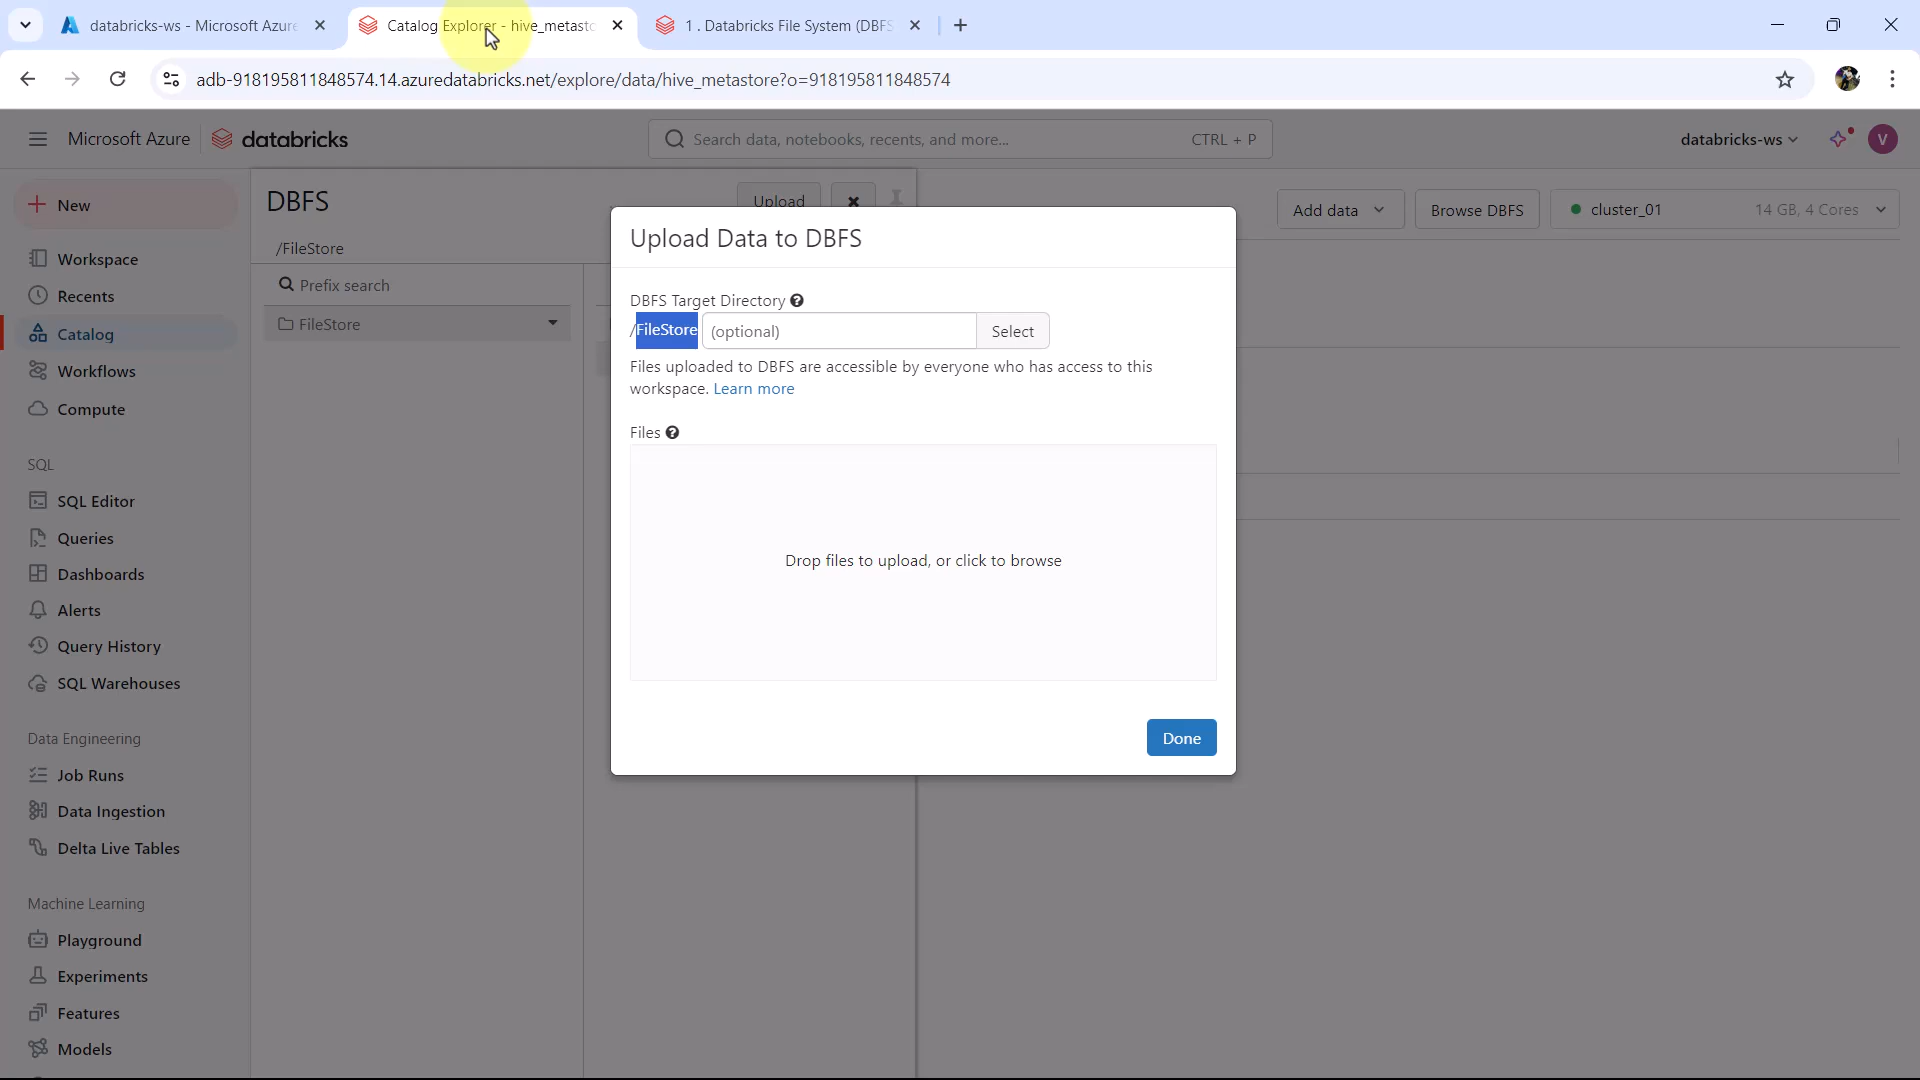 databricks-ws - Microsoft Azure
Catalog Explorer - hive_metasto
1 . Databricks File System (DBFS
adb-918195811848574.14.azuredatabricks.net/explore/data/hive_metastore?o=918195811848574
Microsoft Azure
databricks
Search data, notebooks, recents, and more...
CTRL + P
databricks-ws
V
New
Workspace
Recents
Catalog
Workflows
Compute
SQL
SQL Editor
Queries
Dashboards
Alerts
Query History
SQL Warehouses
Data Engineering
Job Runs
Data Ingestion
Delta Live Tables
Machine Learning
Playground
Experiments
Features
Models
DBFS
Upload
/FileStore
Prefix search
FileStore
Add data
Browse DBFS
cluster_01
14 GB, 4 Cores
Upload Data to DBFS
DBFS Target Directory
/FileStore
(optional)
Select
Files uploaded to DBFS are accessible by everyone who has access to this
workspace. Learn more
Files
Drop files to upload, or click to browse
Done